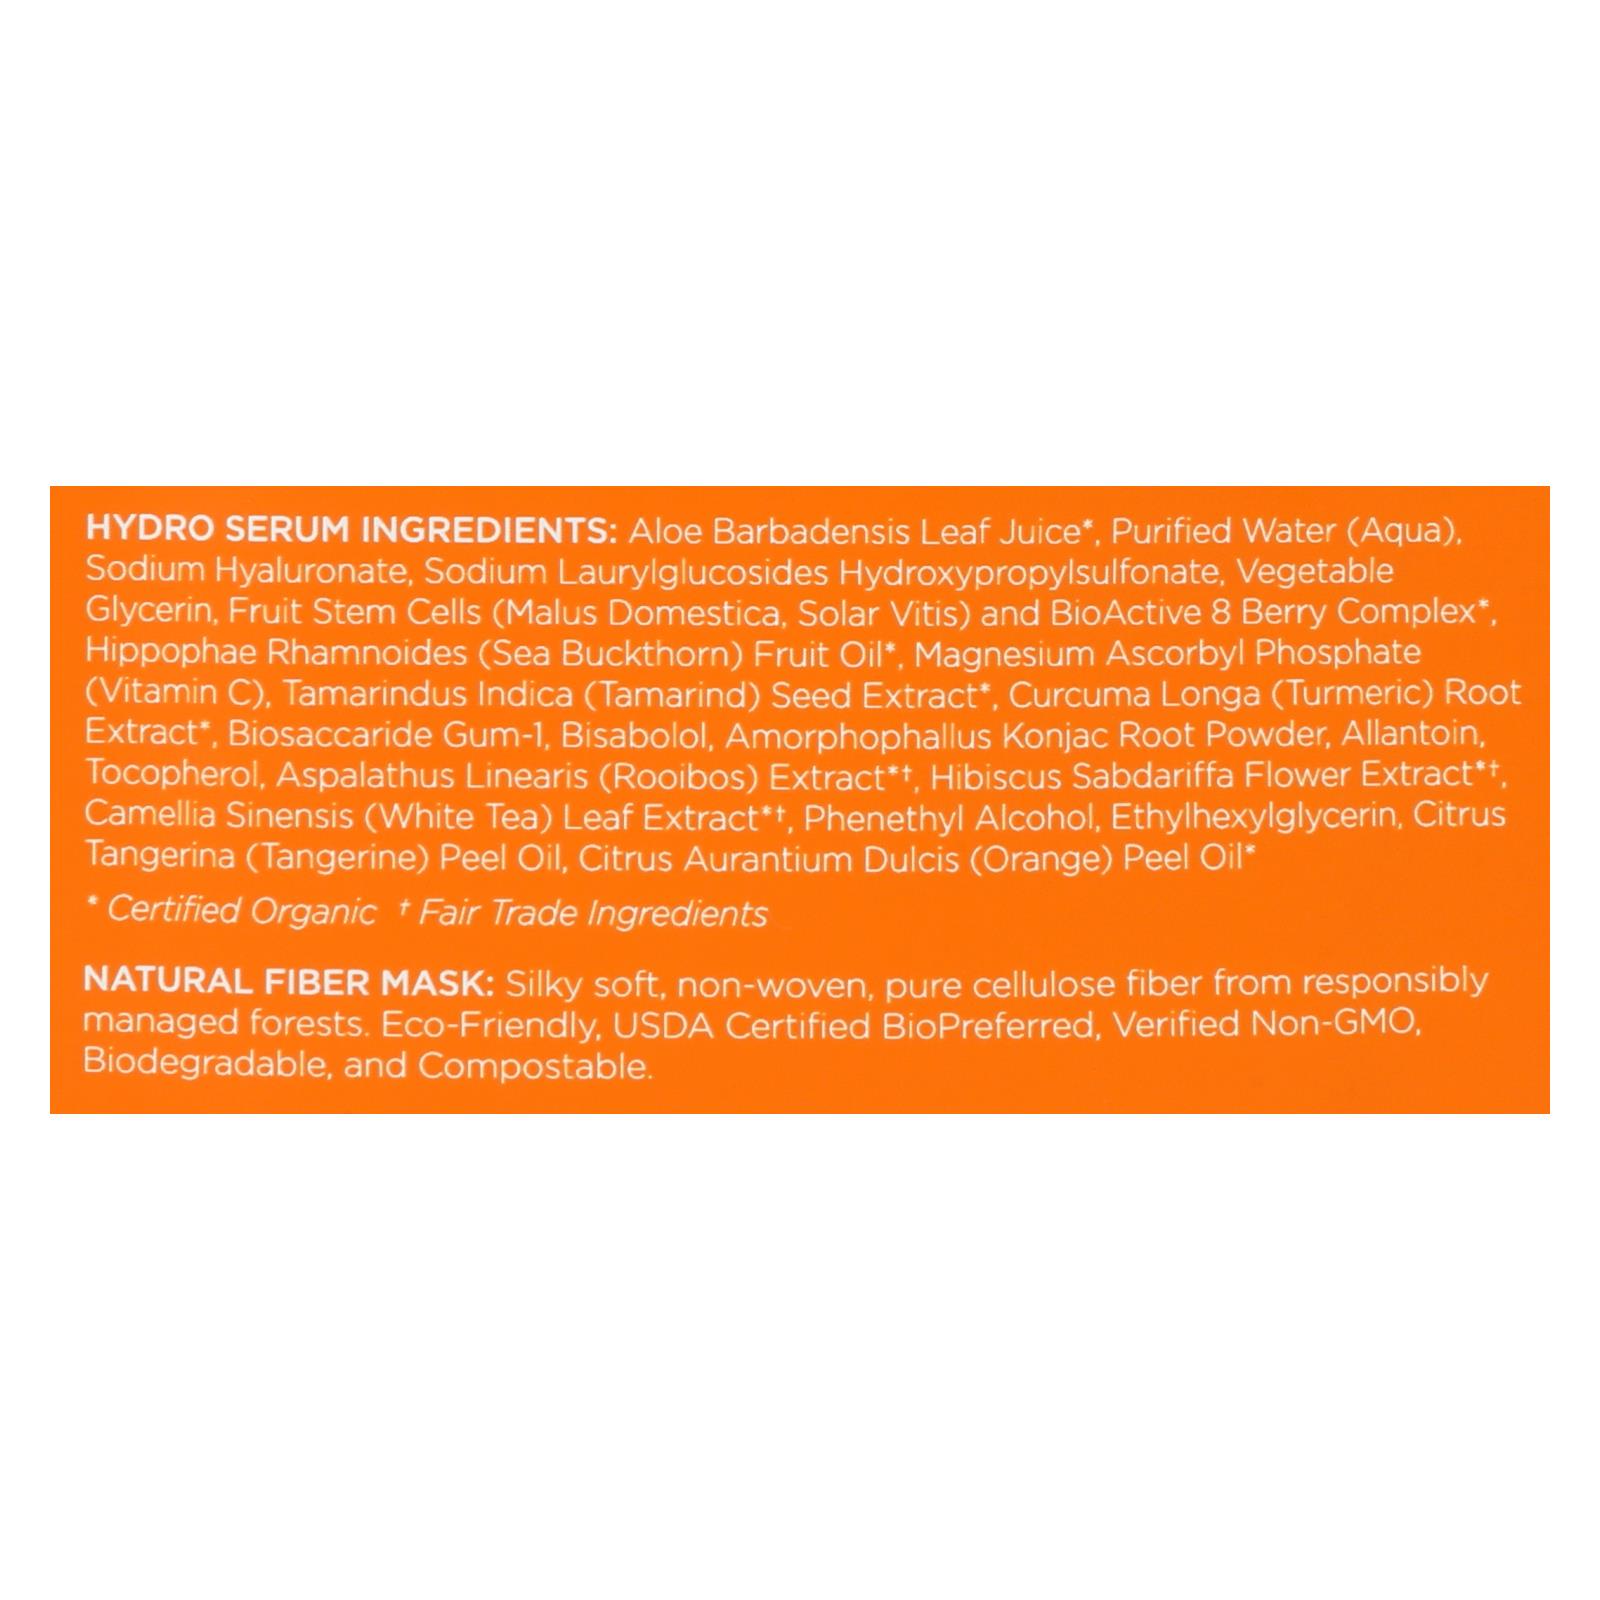 HYDRO SERUM INGREDIENTS: Aloe Barbadensis Leaf Juice*, Purified Water (Aqua),
Sodium Hyaluronate, Sodium Laurylglucosides Hydroxypropylsulfonate, Vegetable
Glycerin, Fruit Stem Cells (Malus Domestica, Solar Vitis) and BioActive 8 Berry Complex*,
Hippophae Rhamnoides (Sea Buckthorn) Fruit Oil*, Magnesium Ascorbyl Phosphate
(Vitamin C), Tamarindus Indica (Tamarind) Seed Extract*, Curcuma Longa (Turmeric) Root
Extract*, Biosaccaride Gum-1, Bisabolol, Amorphophallus Konjac Root Powder, Allantoin,
Tocopherol, Aspalathus Linearis (Rooibos) Extract*†, Hibiscus Sabdariffa Flower Extract*†,
Camellia Sinensis (White Tea) Leaf Extract*†, Phenethyl Alcohol, Ethylhexylglycerin, Citrus
Tangerina (Tangerine) Peel Oil, Citrus Aurantium Dulcis (Orange) Peel Oil*
* Certified Organic † Fair Trade Ingredients
NATURAL FIBER MASK: Silky soft, non-woven, pure cellulose fiber from responsibly
managed forests. Eco-Friendly, USDA Certified BioPreferred, Verified Non-GMO,
Biodegradable, and Compostable.